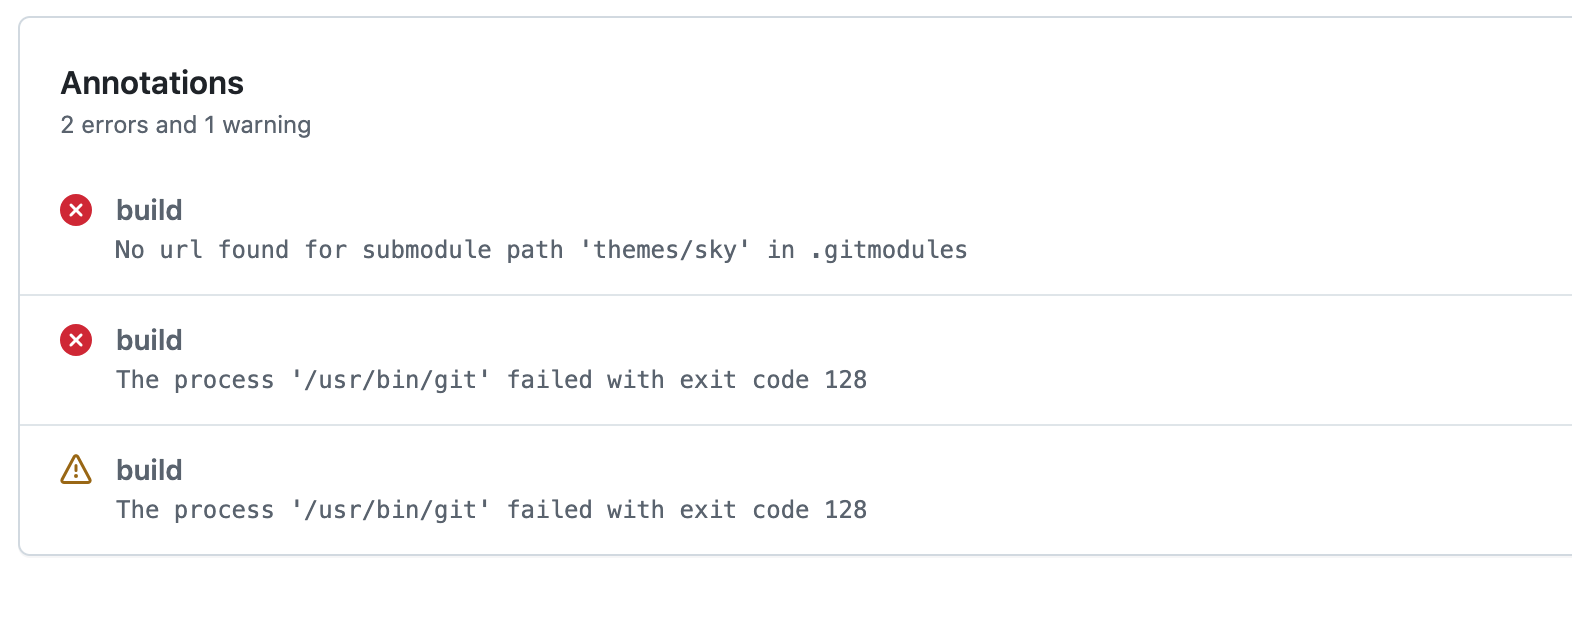 Annotations
2 errors and 1 warning
build
No url found for submodule path 'themes/sky' in .gitmodules
build
The process '/usr/bin/git' failed with exit code 128
build
The process '/usr/bin/git' failed with exit code 128